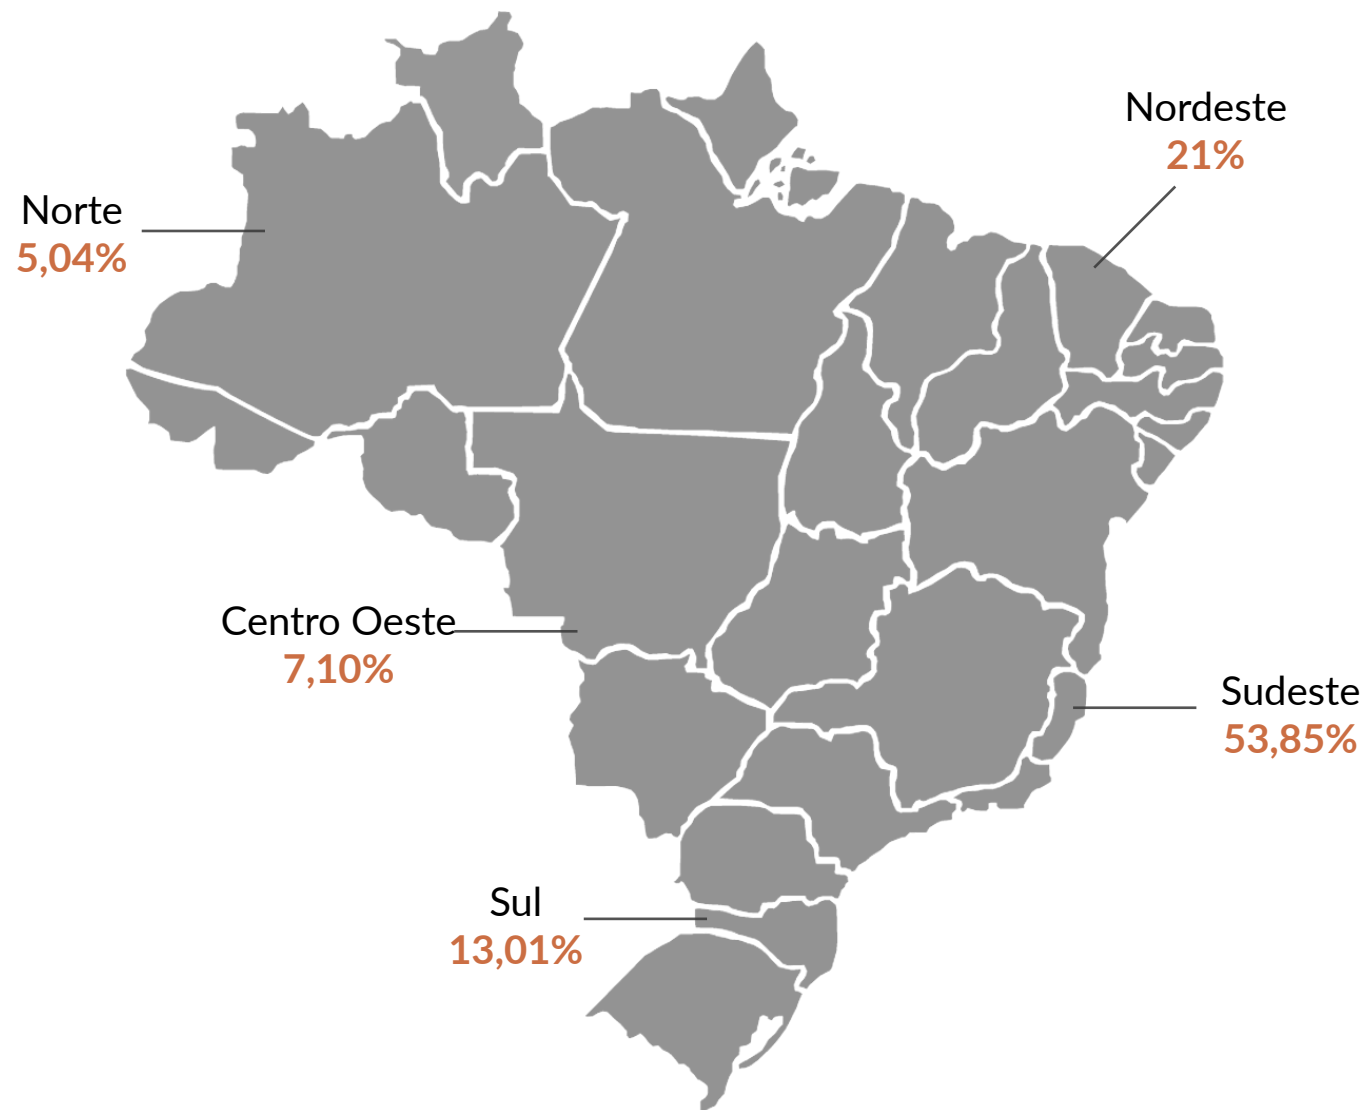 Nordeste
21%
Norte
5,04%
Centro Oeste
7,10%
Sudeste
53,85%
Sul
13,01%